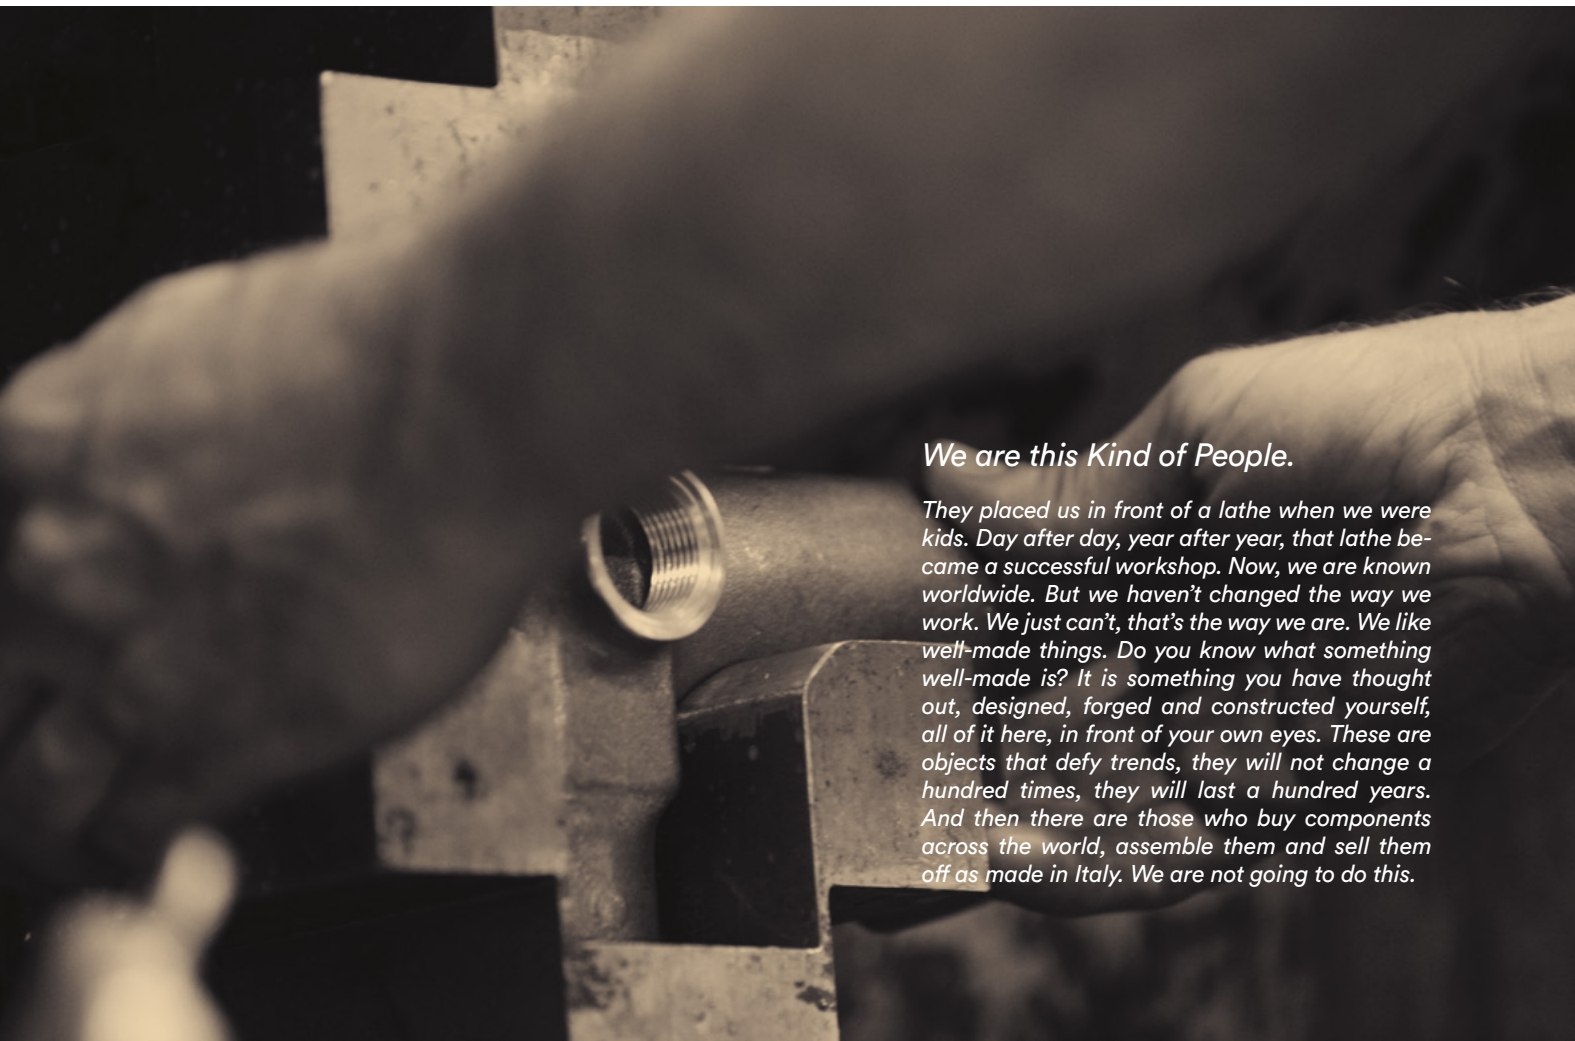 We are this Kind of People.
They placed us in front of a lathe when we were
kids. Day after day, year after year, that lathe be-
came a successful workshop. Now, we are known
worldwide. But we haven’t changed the way we
work. We just can’t, that’s the way we are. We like
well-made things. Do you know what something
well-made is? It is something you have thought
out, designed, forged and constructed yourself,
all of it here, in front of your own eyes. These are
objects that defy trends, they will not change a
hundred times, they will last a hundred years.
And then there are those who buy components
across the world, assemble them and sell them
off as made in Italy. We are not going to do this.